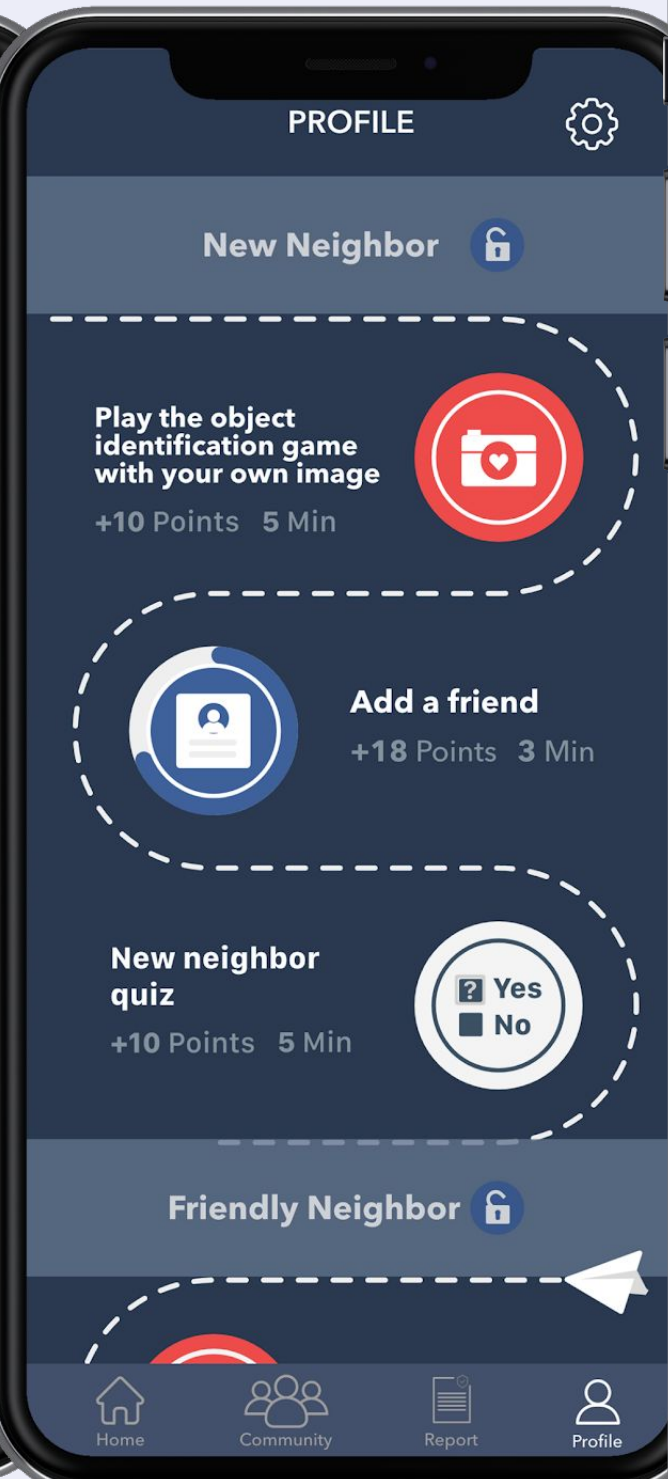 PROFILE
New Neighbor
Play the object
identification game
with your own image
+10 Points 5 Min
Add a friend
+18 Points 3 Min
New neighbor
quiz
+10 Points 5 Min
? Yes
No
Friendly Neighbor
Home Community Report Profile